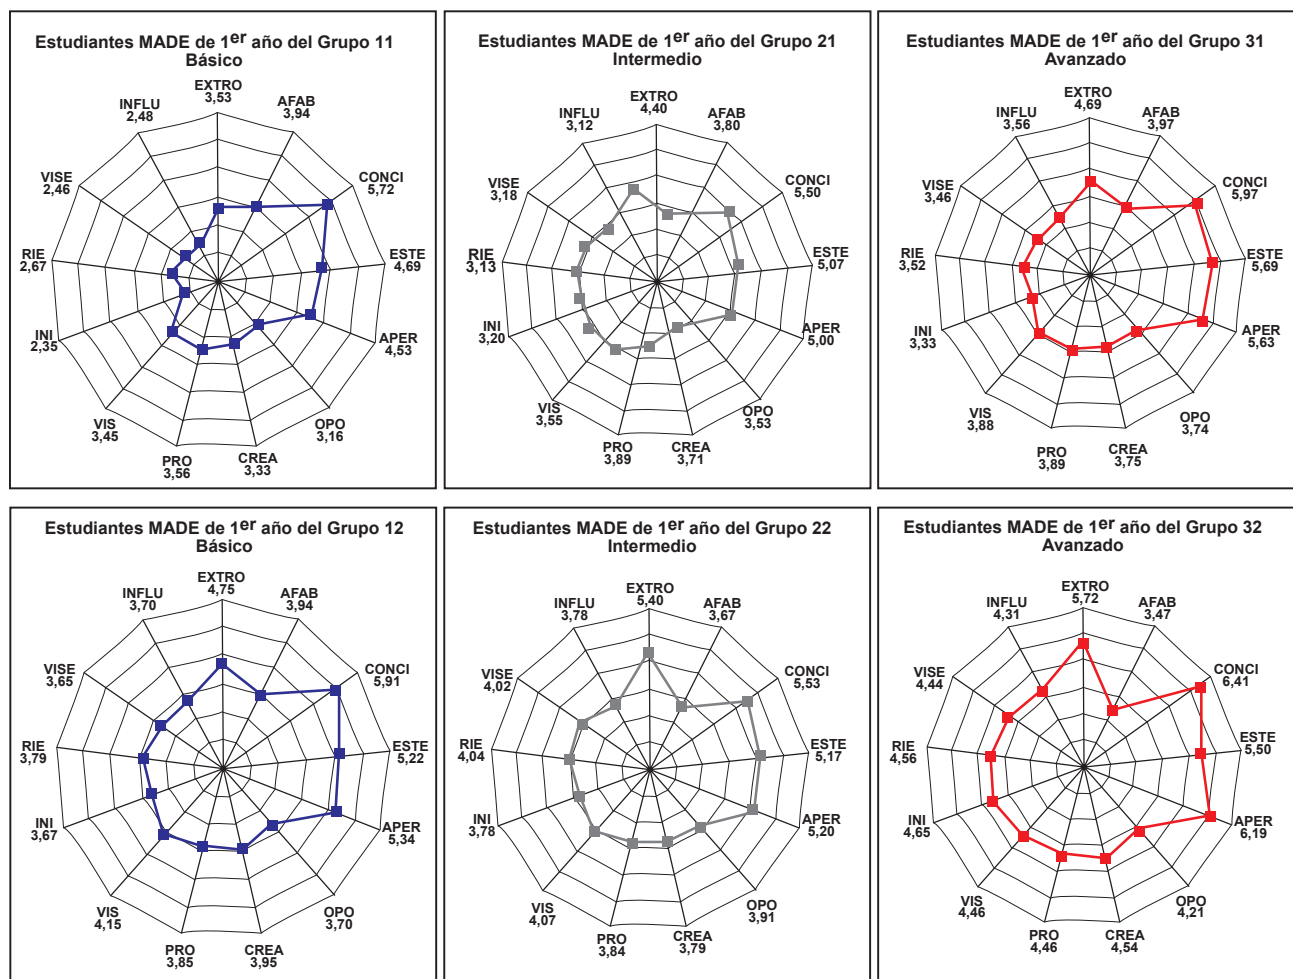 Estudiantes MADE de 1er año del Grupo 11
Básico
EXTRO
3,53
AFAB
3,94
CONCI
5,72
ESTE
4,69
APER
4,53
OPO
3,16
CREA
3,33
PRO
3,56
VIS
3,45
INI
2,35
RIE
2,67
VISE
2,46
INFLU
2,48
Estudiantes MADE de 1er año del Grupo 21
Intermedio
EXTRO
4,40
AFAB
3,80
CONCI
5,50
ESTE
5,07
APER
5,00
OPO
3,53
CREA
3,71
PRO
3,89
VIS
3,55
INI
3,20
RIE
3,13
VISE
3,18
INFLU
3,12
Estudiantes MADE de 1er año del Grupo 31
Avanzado
EXTRO
4,69
AFAB
3,97
CONCI
5,97
ESTE
5,69
APER
5,63
OPO
3,74
CREA
3,75
PRO
3,89
VIS
3,88
INI
3,33
RIE
3,52
VISE
3,46
INFLU
3,56
Estudiantes MADE de 1er año del Grupo 12
Básico
EXTRO
4,75
AFAB
3,94
CONCI
5,91
ESTE
5,22
APER
5,34
OPO
3,70
CREA
3,95
PRO
3,85
VIS
4,15
INI
3,67
RIE
3,79
VISE
3,65
INFLU
3,70
Estudiantes MADE de 1er año del Grupo 22
Intermedio
EXTRO
5,40
AFAB
3,67
CONCI
5,53
ESTE
5,17
APER
5,20
OPO
3,91
CREA
3,79
PRO
3,84
VIS
4,07
INI
3,78
RIE
4,04
VISE
4,02
INFLU
3,78
Estudiantes MADE de 1er año del Grupo 32
Avanzado
EXTRO
5,72
AFAB
3,47
CONCI
6,41
ESTE
5,50
APER
6,19
OPO
4,21
CREA
4,54
PRO
4,46
VIS
4,46
INI
4,65
RIE
4,56
VISE
4,44
INFLU
4,31